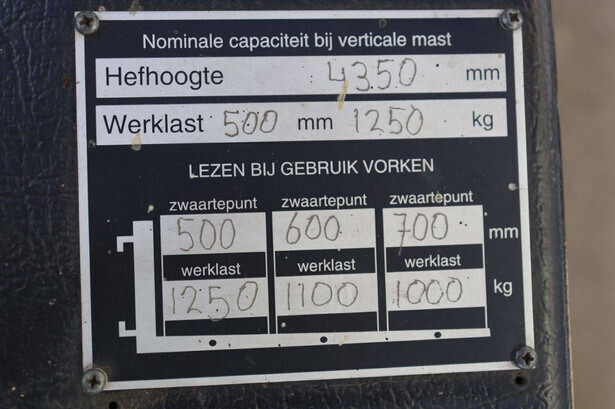 Nominale capaciteit bij verticale mast
Hefhoogte 4350 mm
Werklast 500 mm 1250 kg
LEZEN BIJ GEBRUIK VORKEN
zwaartepunt zwaartepunt zwaartepunt
500 600 700 mm
werklast werklast werklast
1250 1100 1000 kg